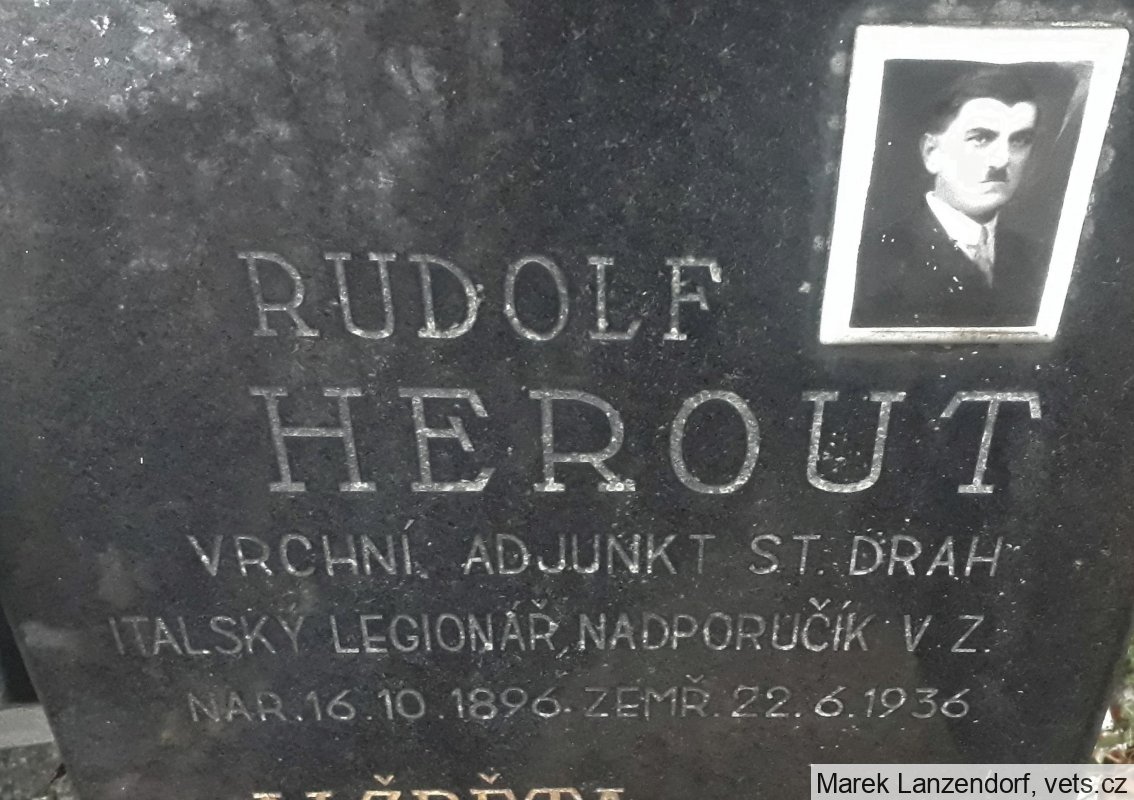 RUDOLF
HEROUT
VRCHNÍ ADJUNKT ST. DRAH
ITALSKÝ LEGIONÁŘ, NADPORUČÍK V Z.
NAR. 16. 10. 1896. ZEMŘ. 22. 6. 1936
Marek Lanzendorf, vets.cz